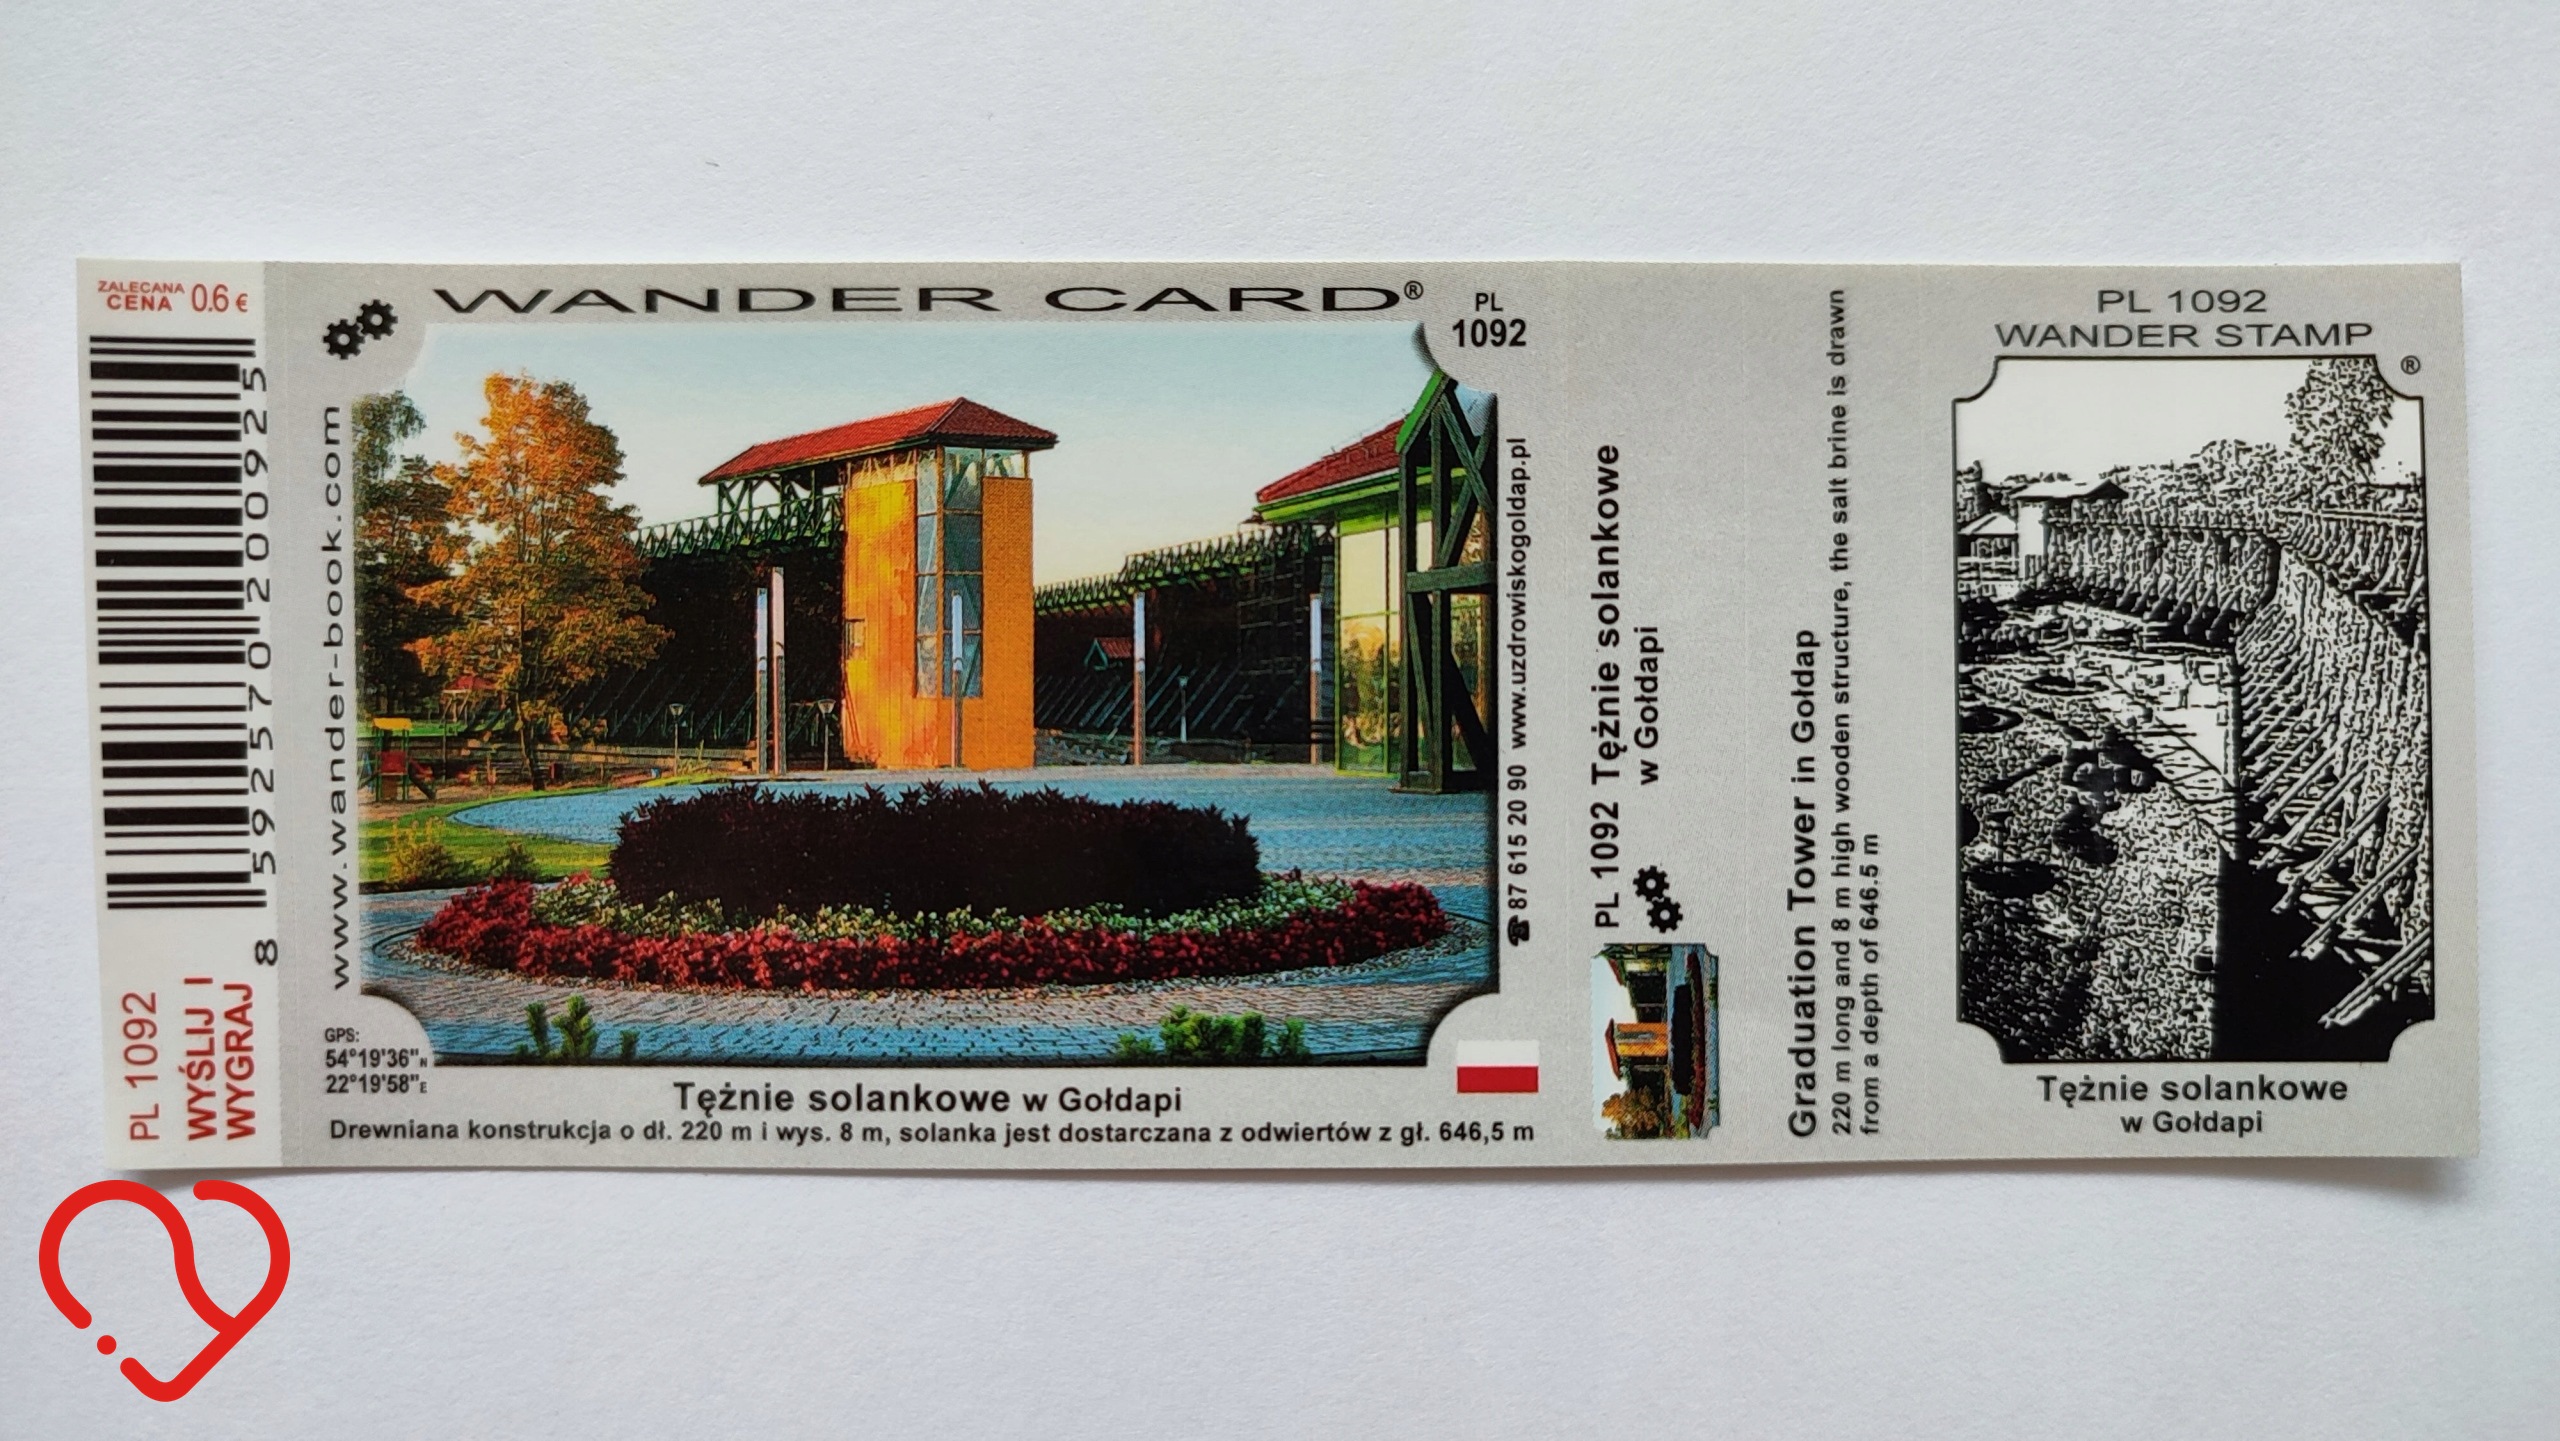 ZALECANA
CENA 0.6 €
8 592570 200925
PL 1092
WYŚLIJ I
WYGRAJ
WANDER CARD®
PL
1092
www.wander-book.com
☎ 87 615 20 90 www.uzdrowiskogoldap.pl
GPS:
54°19'36"N
22°19'58"E
Tężnie solankowe w Gołdapi
Drewniana konstrukcja o dł. 220 m i wys. 8 m, solanka jest dostarczana z odwiertów z gł. 646,5 m
PL 1092 Tężnie solankowe
w Gołdapi
Graduation Tower in Gołdap
220 m long and 8 m high wooden structure, the salt brine is drawn
from a depth of 646.5 m
PL 1092
WANDER STAMP
®
Tężnie solankowe
w Gołdapi